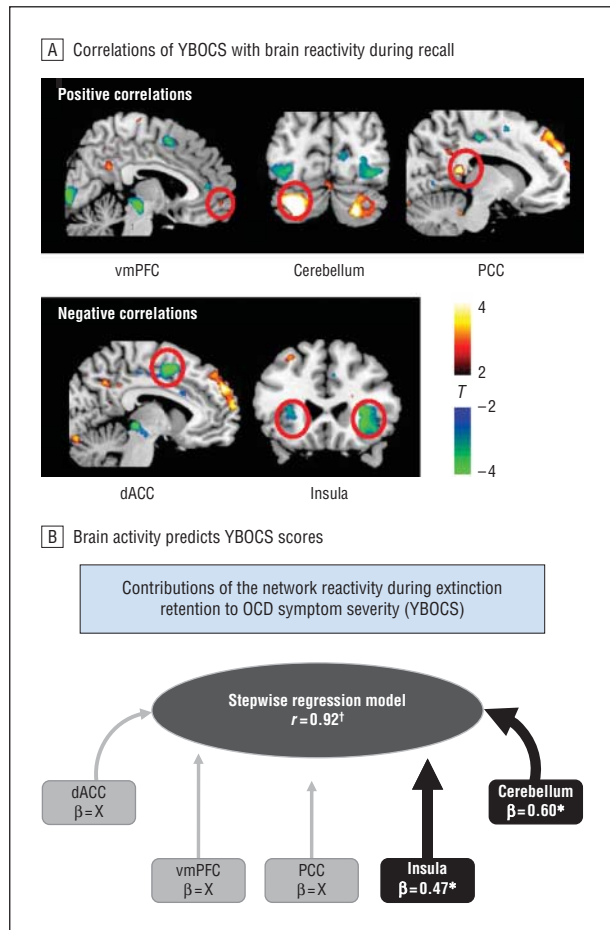 A Correlations of YBOCS with brain reactivity during recall
Positive correlations
vmPFC
Cerebellum
PCC
Negative correlations
dACC
Insula
4
2
T
−2
−4
B Brain activity predicts YBOCS scores
Contributions of the network reactivity during extinction
retention to OCD symptom severity (YBOCS)
Stepwise regression model
r = 0.92†
dACC
β = X
vmPFC
β = X
PCC
β = X
Insula
β = 0.47*
Cerebellum
β = 0.60*